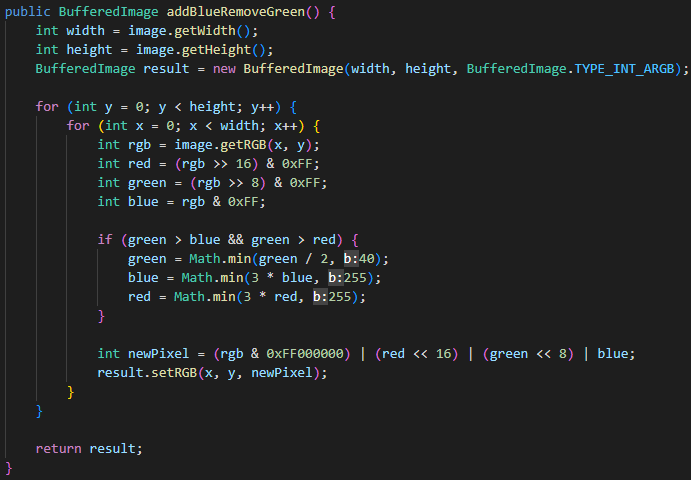 public BufferedImage addBlueRemoveGreen() {
    int width = image.getWidth();
    int height = image.getHeight();
    BufferedImage result = new BufferedImage(width, height, BufferedImage.TYPE_INT_ARGB);

    for (int y = 0; y < height; y++) {
        for (int x = 0; x < width; x++) {
            int rgb = image.getRGB(x, y);
            int red = (rgb >> 16) & 0xFF;
            int green = (rgb >> 8) & 0xFF;
            int blue = rgb & 0xFF;

            if (green > blue && green > red) {
                green = Math.min(green / 2, b:40);
                blue = Math.min(3 * blue, b:255);
                red = Math.min(3 * red, b:255);
            }

            int newPixel = (rgb & 0xFF000000) | (red << 16) | (green << 8) | blue;
            result.setRGB(x, y, newPixel);
        }
    }

    return result;
}